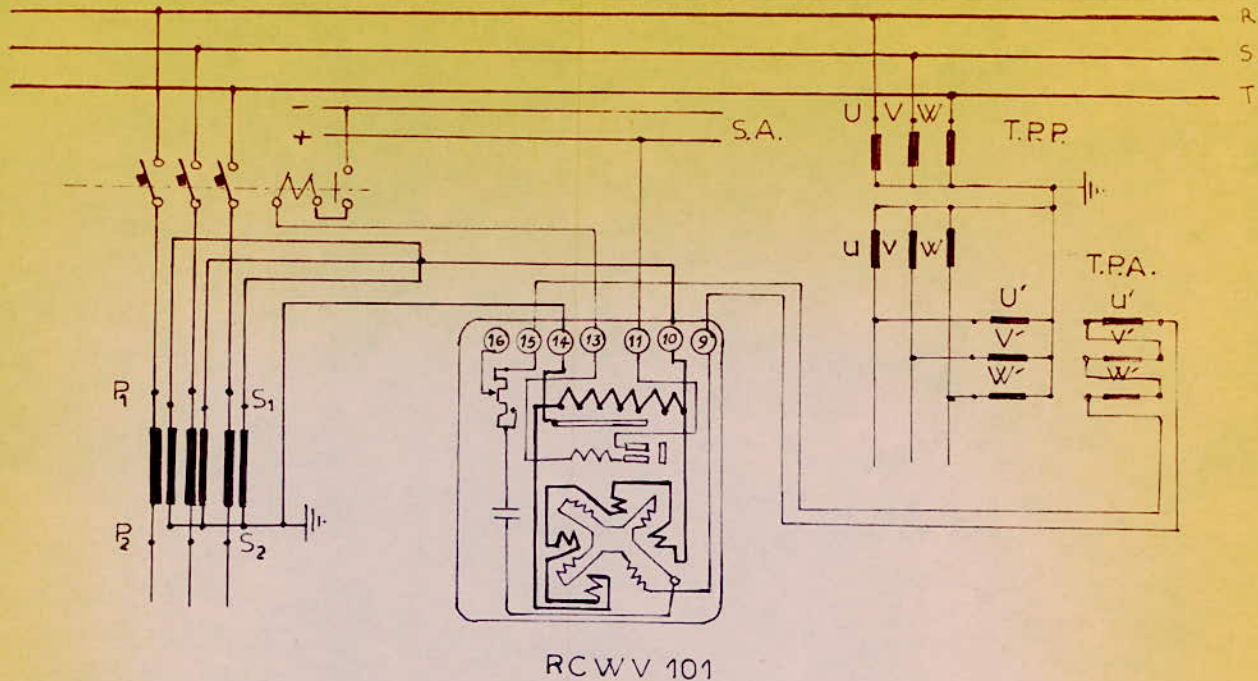 R
S
T
U V W T.P.P.
- 
+ S.A.
u v w
T.P.A.
U' u'
V' v'
W' w'
16 15 14 13 11 10 9
P1 S1
P2 S2
RCWV 101